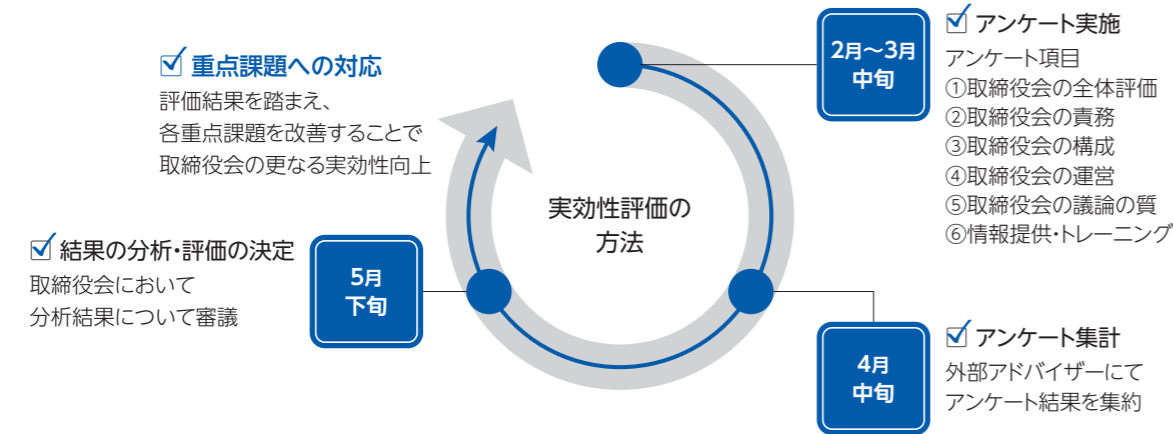 実効性評価の
方法
2月～3月
中旬
アンケート実施
アンケート項目
①取締役会の全体評価
②取締役会の責務
③取締役会の構成
④取締役会の運営
⑤取締役会の議論の質
⑥情報提供・トレーニング
4月
中旬
アンケート集計
外部アドバイザーにて
アンケート結果を集約
5月
下旬
結果の分析・評価の決定
取締役会において
分析結果について審議
重点課題への対応
評価結果を踏まえ、
各重点課題を改善することで
取締役会の更なる実効性向上